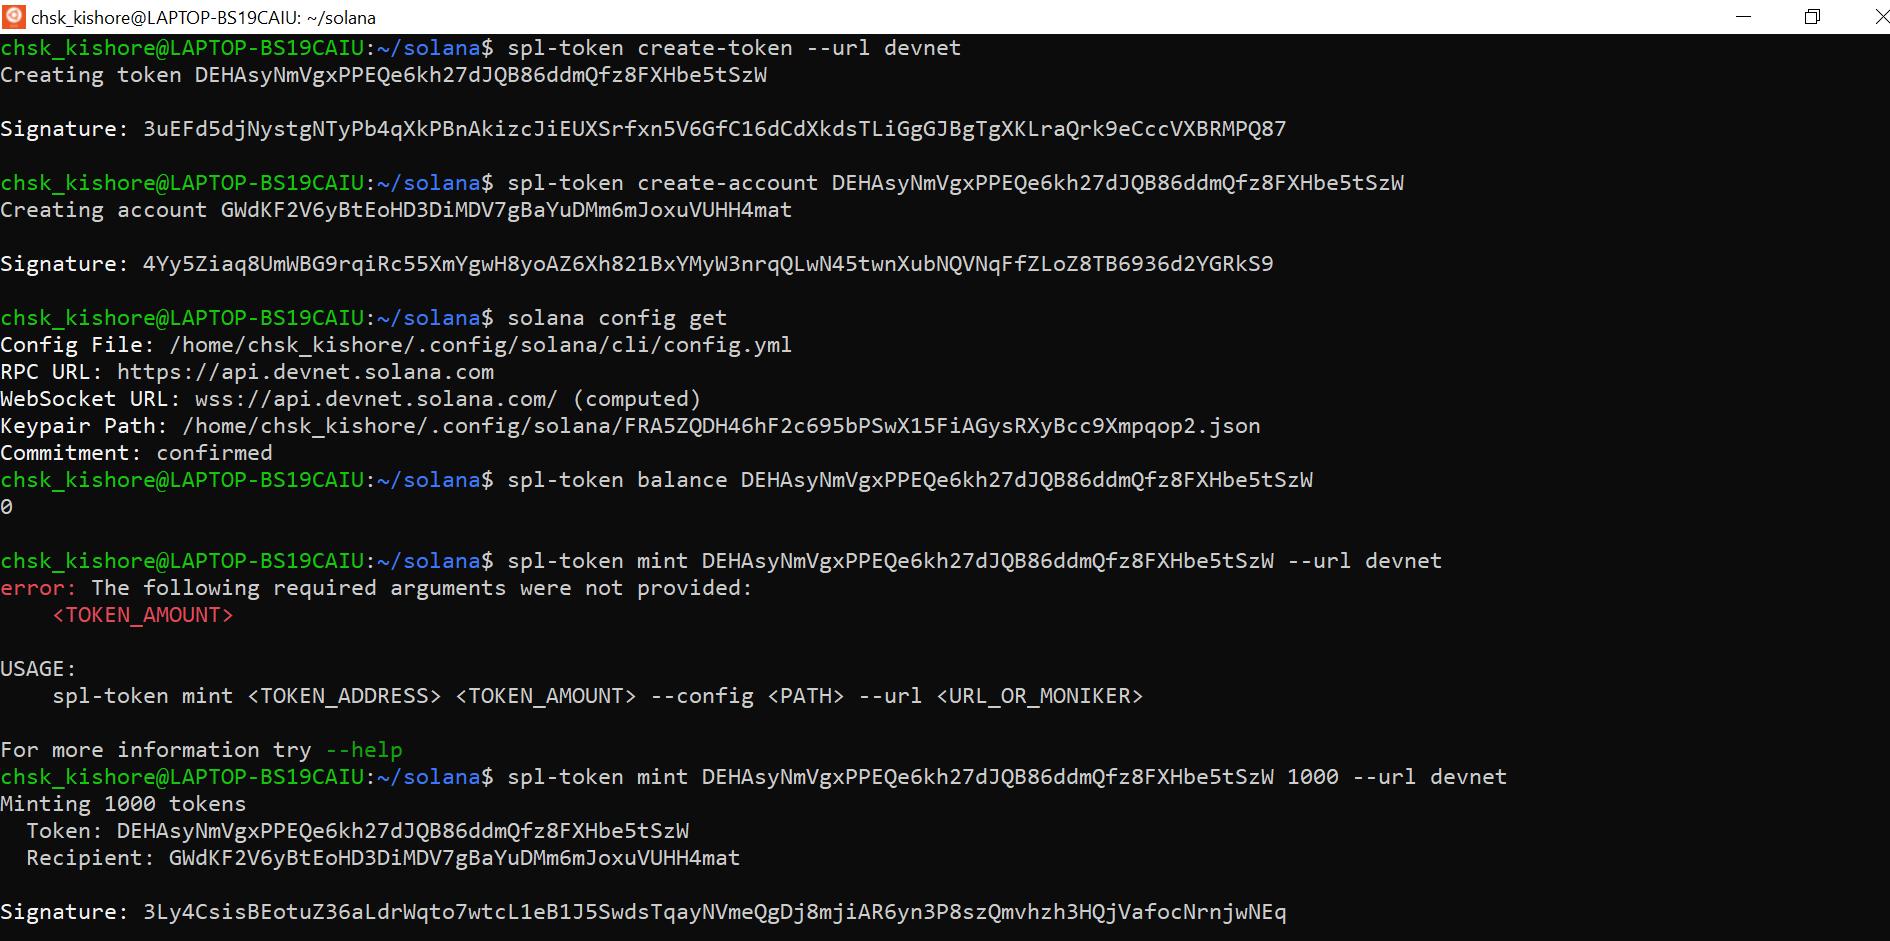 chsk_kishore@LAPTOP-BS19CAIU: ~/solana
chsk_kishore@LAPTOP-BS19CAIU:~/solana$ spl-token create-token --url devnet
Creating token DEHAsyNmVgxPPEQe6kh27dJQB86ddmQfz8FXHbe5tSzW
Signature: 3uEFd5djNystgNTyPb4qXkPBnAkizcJiEUXSrfxn5V6GfC16dCdXkdsTLiGgGJBgTgXKLraQrk9eCccVXBRMPQ87
chsk_kishore@LAPTOP-BS19CAIU:~/solana$ spl-token create-account DEHAsyNmVgxPPEQe6kh27dJQB86ddmQfz8FXHbe5tSzW
Creating account GWdKF2V6yBtEoHD3DiMDV7gBaYuDMm6mJoxuVUHH4mat
Signature: 4Yy5Ziaq8UmWBG9rqiRc55XmYgwH8yoAZ6Xh821BxYMyW3nrqQLwN45twnXubNQVNqFfZLoZ8TB6936d2YGRkS9
chsk_kishore@LAPTOP-BS19CAIU:~/solana$ solana config get
Config File: /home/chsk_kishore/.config/solana/cli/config.yml
RPC URL: https://api.devnet.solana.com
WebSocket URL: wss://api.devnet.solana.com/ (computed)
Keypair Path: /home/chsk_kishore/.config/solana/FRA5ZQDH46hF2c695bPSwX15FiAGysRXyBcc9Xmpqop2.json
Commitment: confirmed
chsk_kishore@LAPTOP-BS19CAIU:~/solana$ spl-token balance DEHAsyNmVgxPPEQe6kh27dJQB86ddmQfz8FXHbe5tSzW
0
chsk_kishore@LAPTOP-BS19CAIU:~/solana$ spl-token mint DEHAsyNmVgxPPEQe6kh27dJQB86ddmQfz8FXHbe5tSzW --url devnet
error: The following required arguments were not provided:
    <TOKEN_AMOUNT>
USAGE:
    spl-token mint <TOKEN_ADDRESS> <TOKEN_AMOUNT> --config <PATH> --url <URL_OR_MONIKER>
For more information try --help
chsk_kishore@LAPTOP-BS19CAIU:~/solana$ spl-token mint DEHAsyNmVgxPPEQe6kh27dJQB86ddmQfz8FXHbe5tSzW 1000 --url devnet
Minting 1000 tokens
  Token: DEHAsyNmVgxPPEQe6kh27dJQB86ddmQfz8FXHbe5tSzW
  Recipient: GWdKF2V6yBtEoHD3DiMDV7gBaYuDMm6mJoxuVUHH4mat
Signature: 3Ly4CsisBEotuZ36aLdrWqto7wtcL1eB1J5SwdsTqayNVmeQgDj8mjiAR6yn3P8szQmvhzh3HQjVafocNrnjwNEq